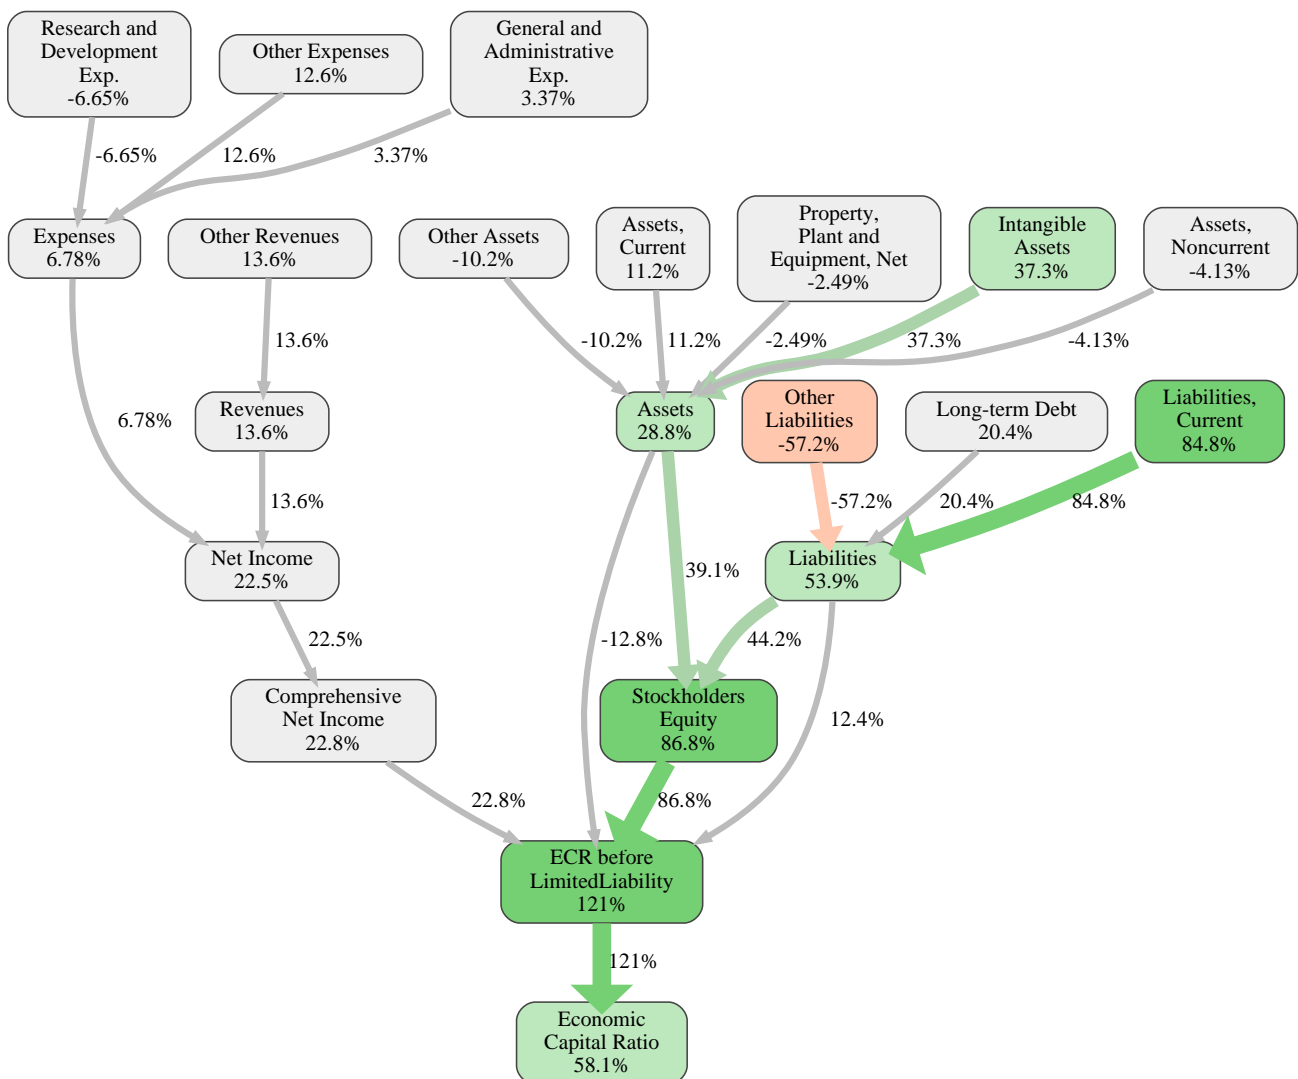 Research and
Development
Exp.
-6.65%
Other Expenses
12.6%
General and
Administrative
Exp.
3.37%
-6.65%
12.6%
3.37%
Expenses
6.78%
Other Revenues
13.6%
Other Assets
-10.2%
Assets,
Current
11.2%
Property,
Plant and
Equipment, Net
-2.49%
Intangible
Assets
37.3%
Assets,
Noncurrent
-4.13%
13.6%
-10.2%
11.2%
-2.49%
37.3%
-4.13%
6.78%
Revenues
13.6%
Assets
28.8%
Other
Liabilities
-57.2%
Long-term Debt
20.4%
Liabilities,
Current
84.8%
13.6%
-57.2%
20.4%
84.8%
Net Income
22.5%
39.1%
Liabilities
53.9%
22.5%
-12.8%
44.2%
Comprehensive
Net Income
22.8%
Stockholders
Equity
86.8%
12.4%
22.8%
86.8%
ECR before
LimitedLiability
121%
121%
Economic
Capital Ratio
58.1%